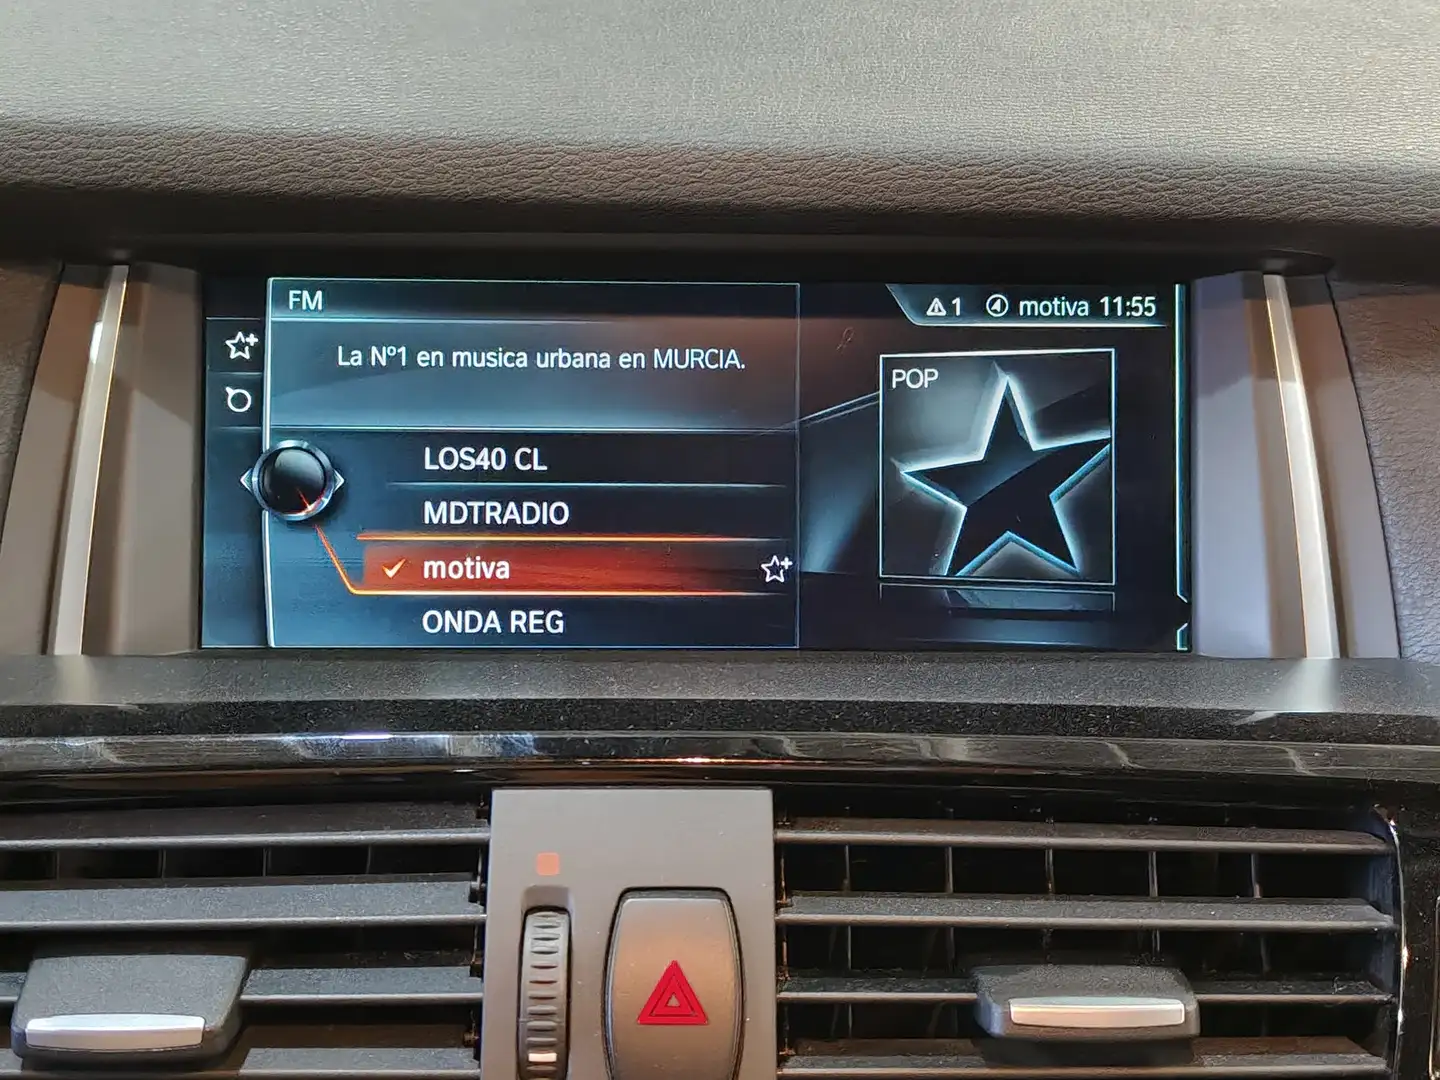 FM
1 motiva 11:55
La Nº1 en musica urbana en MURCIA.
POP
LOS40 CL
MDTRADIO
motiva
ONDA REG